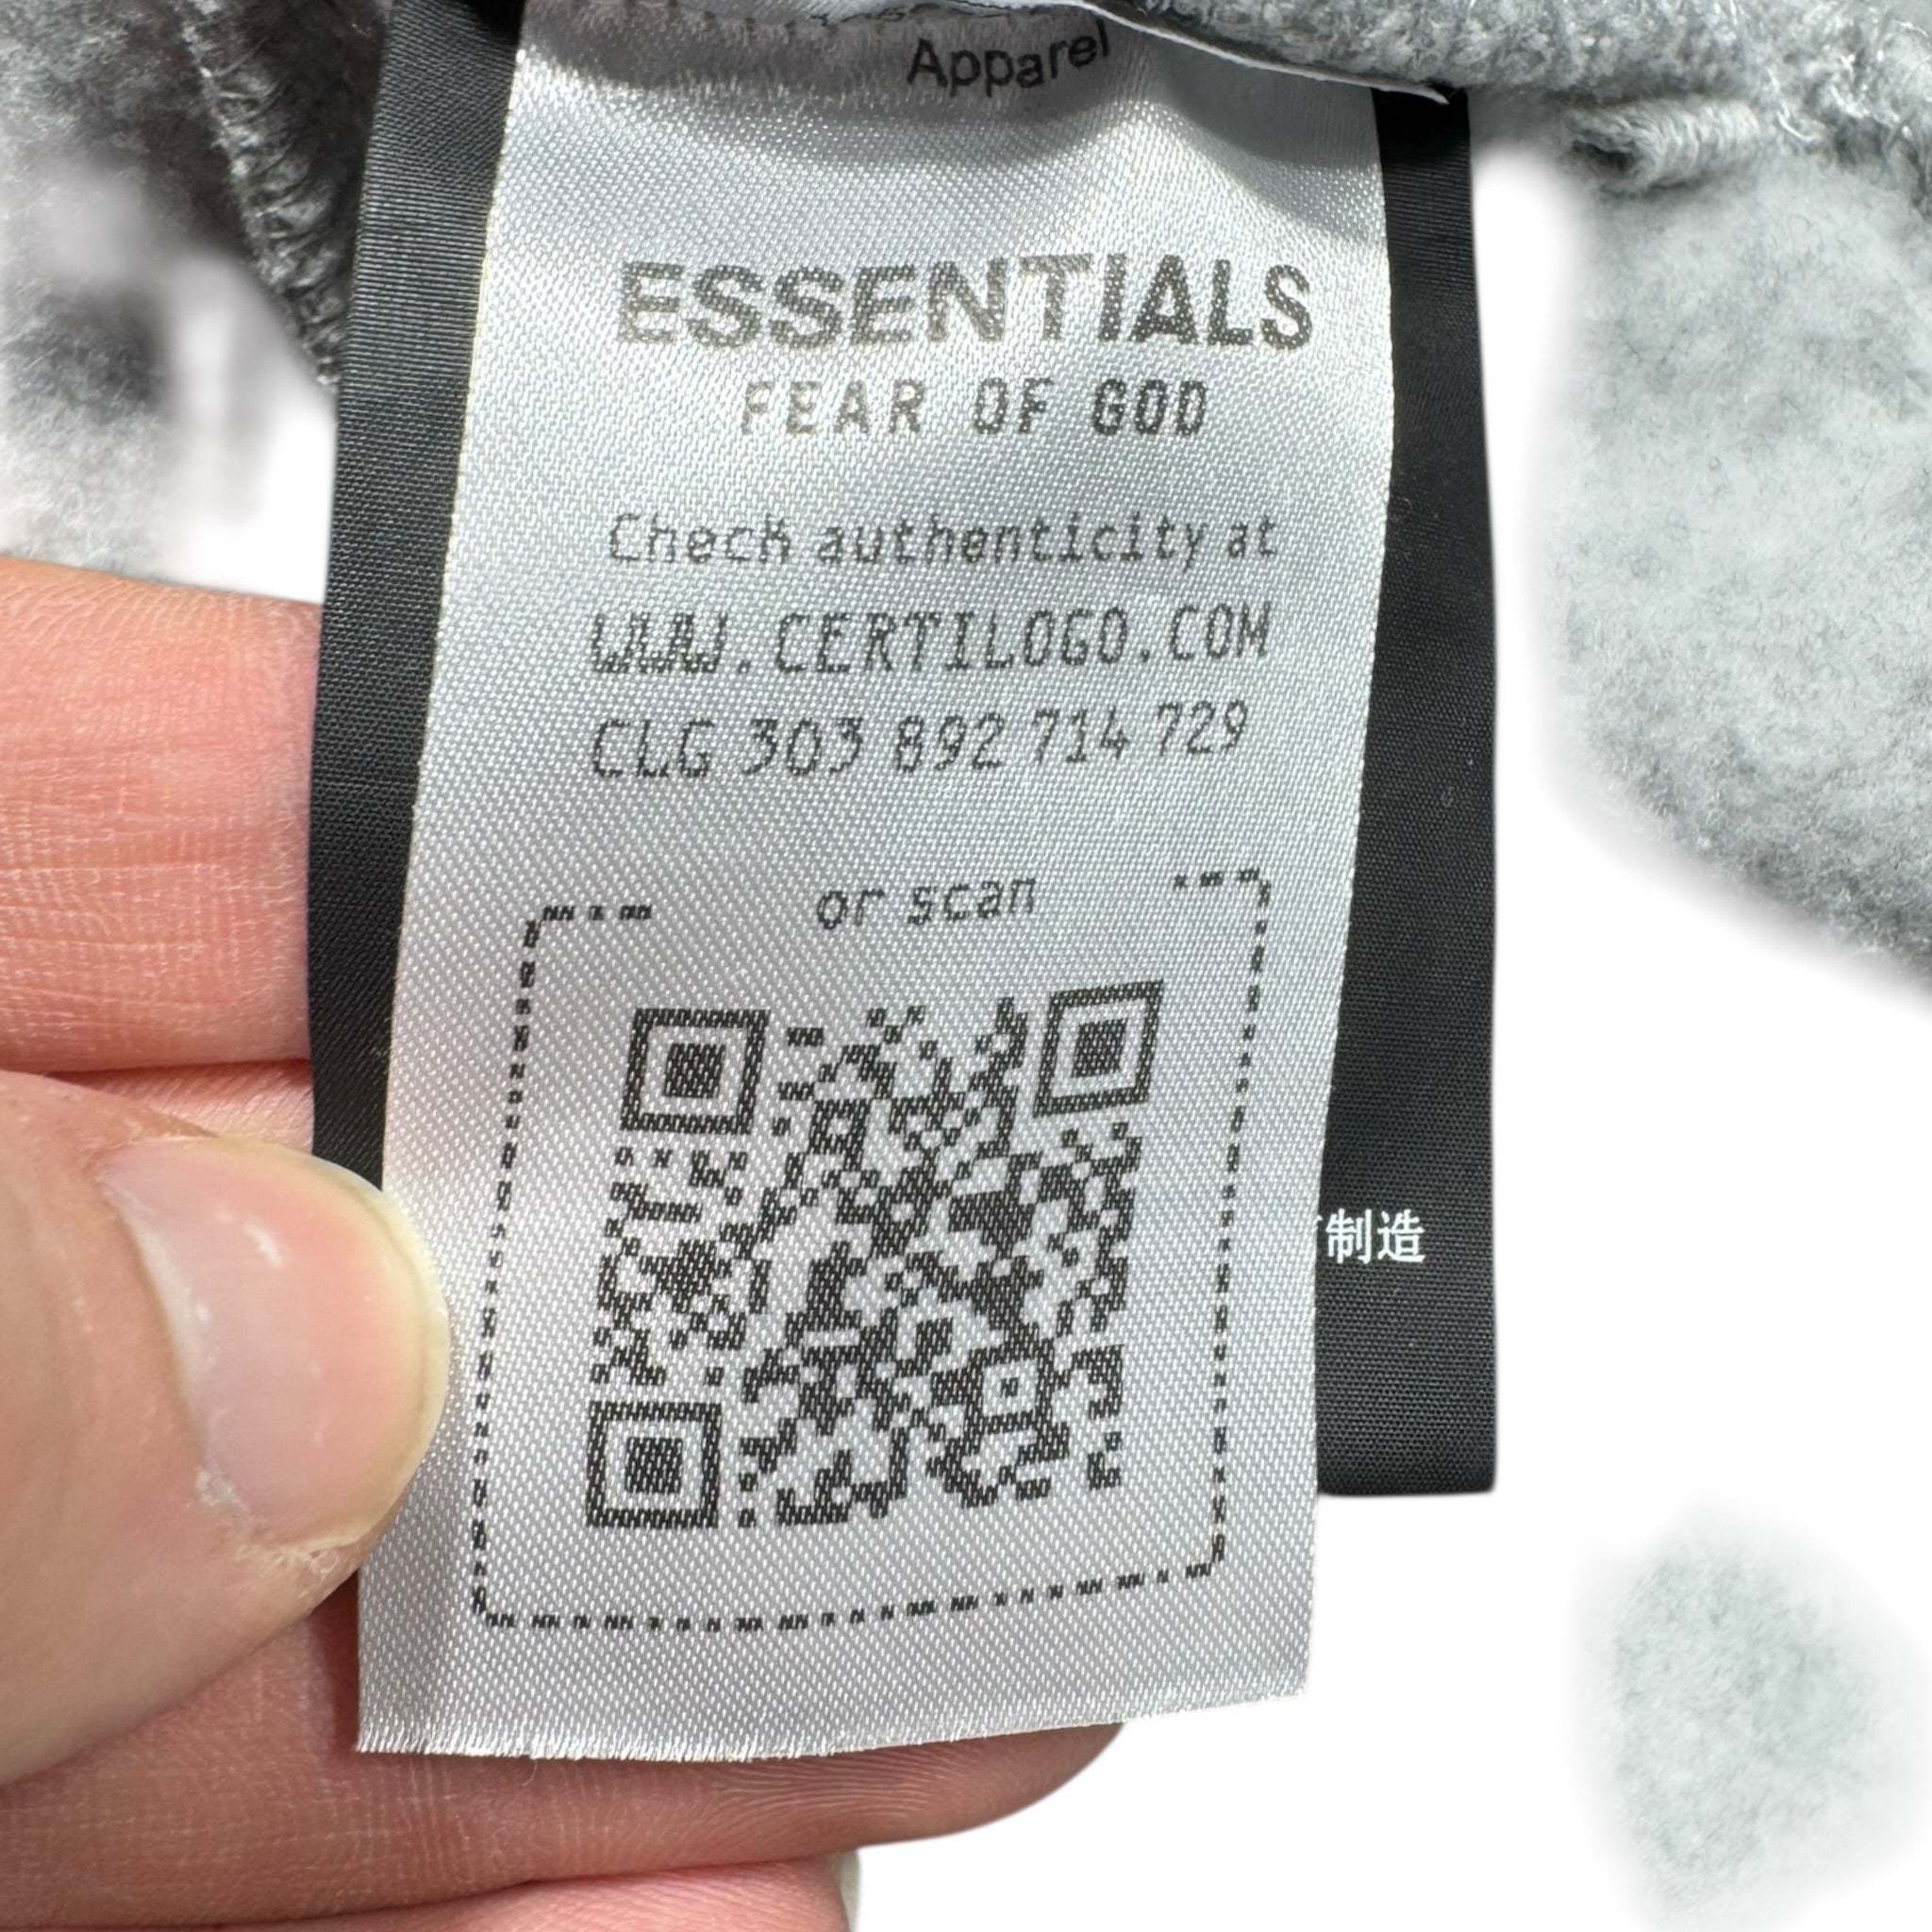 Apparel
ESSENTIALS
FEAR OF GOD
Check authenticity at
WWW.CERTILOGO.COM
CLG 303 892 714 729
or scan
制造